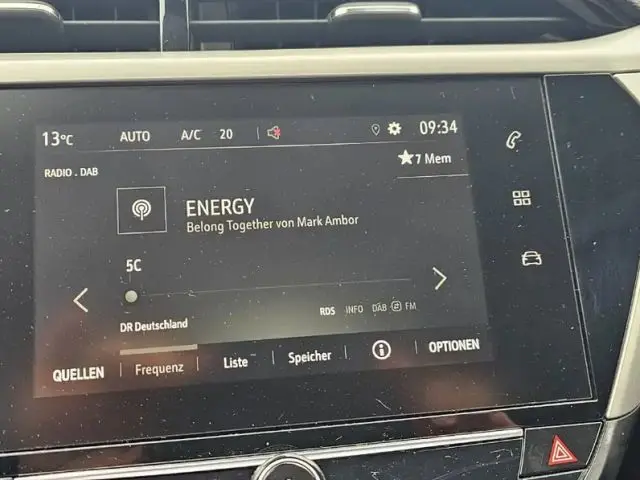 13°C AUTO A/C 20 09:34
RADIO . DAB
7 Mem
ENERGY
Belong Together von Mark Ambor
5C
DR Deutschland
RDS INFO DAB FM
QUELLEN Frequenz Liste Speicher OPTIONEN